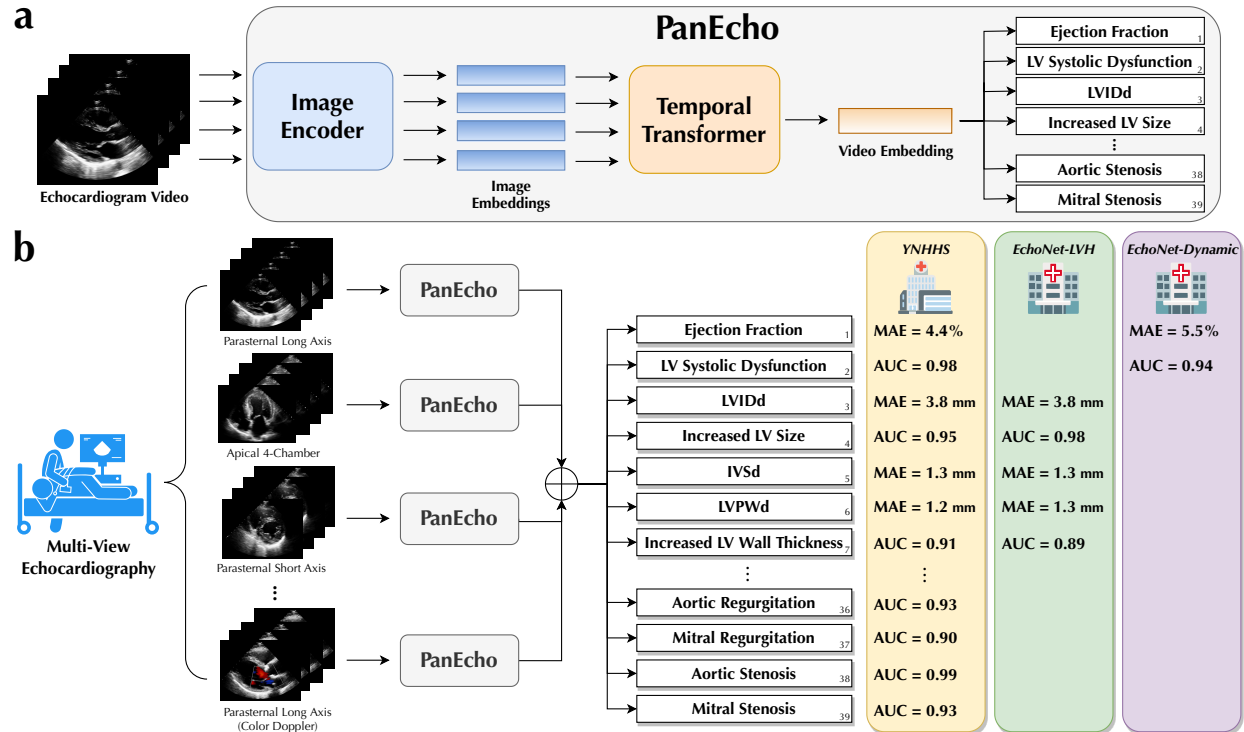 a
PanEcho
Echocardiogram Video
Image
Encoder
Image
Embeddings
Temporal
Transformer
Video Embedding
Ejection Fraction 1
LV Systolic Dysfunction 2
LVIDd 3
Increased LV Size 4
⋮
Aortic Stenosis 38
Mitral Stenosis 39
b
Multi-View
Echocardiography
Parasternal Long Axis
PanEcho
Apical 4-Chamber
PanEcho
Parasternal Short Axis
PanEcho
⋮
Parasternal Long Axis
(Color Doppler)
PanEcho
YNHHS EchoNet-LVH EchoNet-Dynamic
Ejection Fraction 1 MAE = 4.4% MAE = 5.5%
LV Systolic Dysfunction 2 AUC = 0.98 AUC = 0.94
LVIDd 3 MAE = 3.8 mm MAE = 3.8 mm
Increased LV Size 4 AUC = 0.95 AUC = 0.98
IVSd 5 MAE = 1.3 mm MAE = 1.3 mm
LVPWd 6 MAE = 1.2 mm MAE = 1.3 mm
Increased LV Wall Thickness 7 AUC = 0.91 AUC = 0.89
⋮ ⋮
Aortic Regurgitation 36 AUC = 0.93
Mitral Regurgitation 37 AUC = 0.90
Aortic Stenosis 38 AUC = 0.99
Mitral Stenosis 39 AUC = 0.93